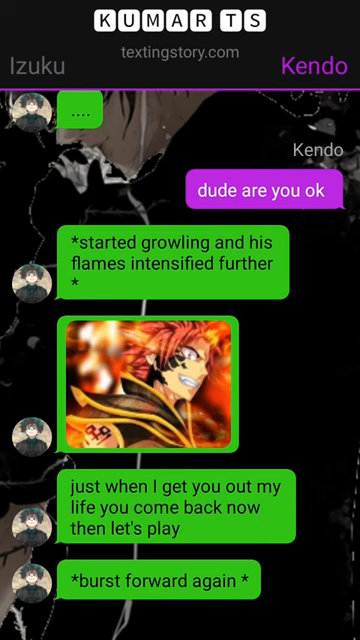 KUMAR TS
textingstory.com
Izuku
Kendo
....
Kendo
dude are you ok
*started growling and his
flames intensified further
*
just when I get you out my
life you come back now
then let's play
*burst forward again *